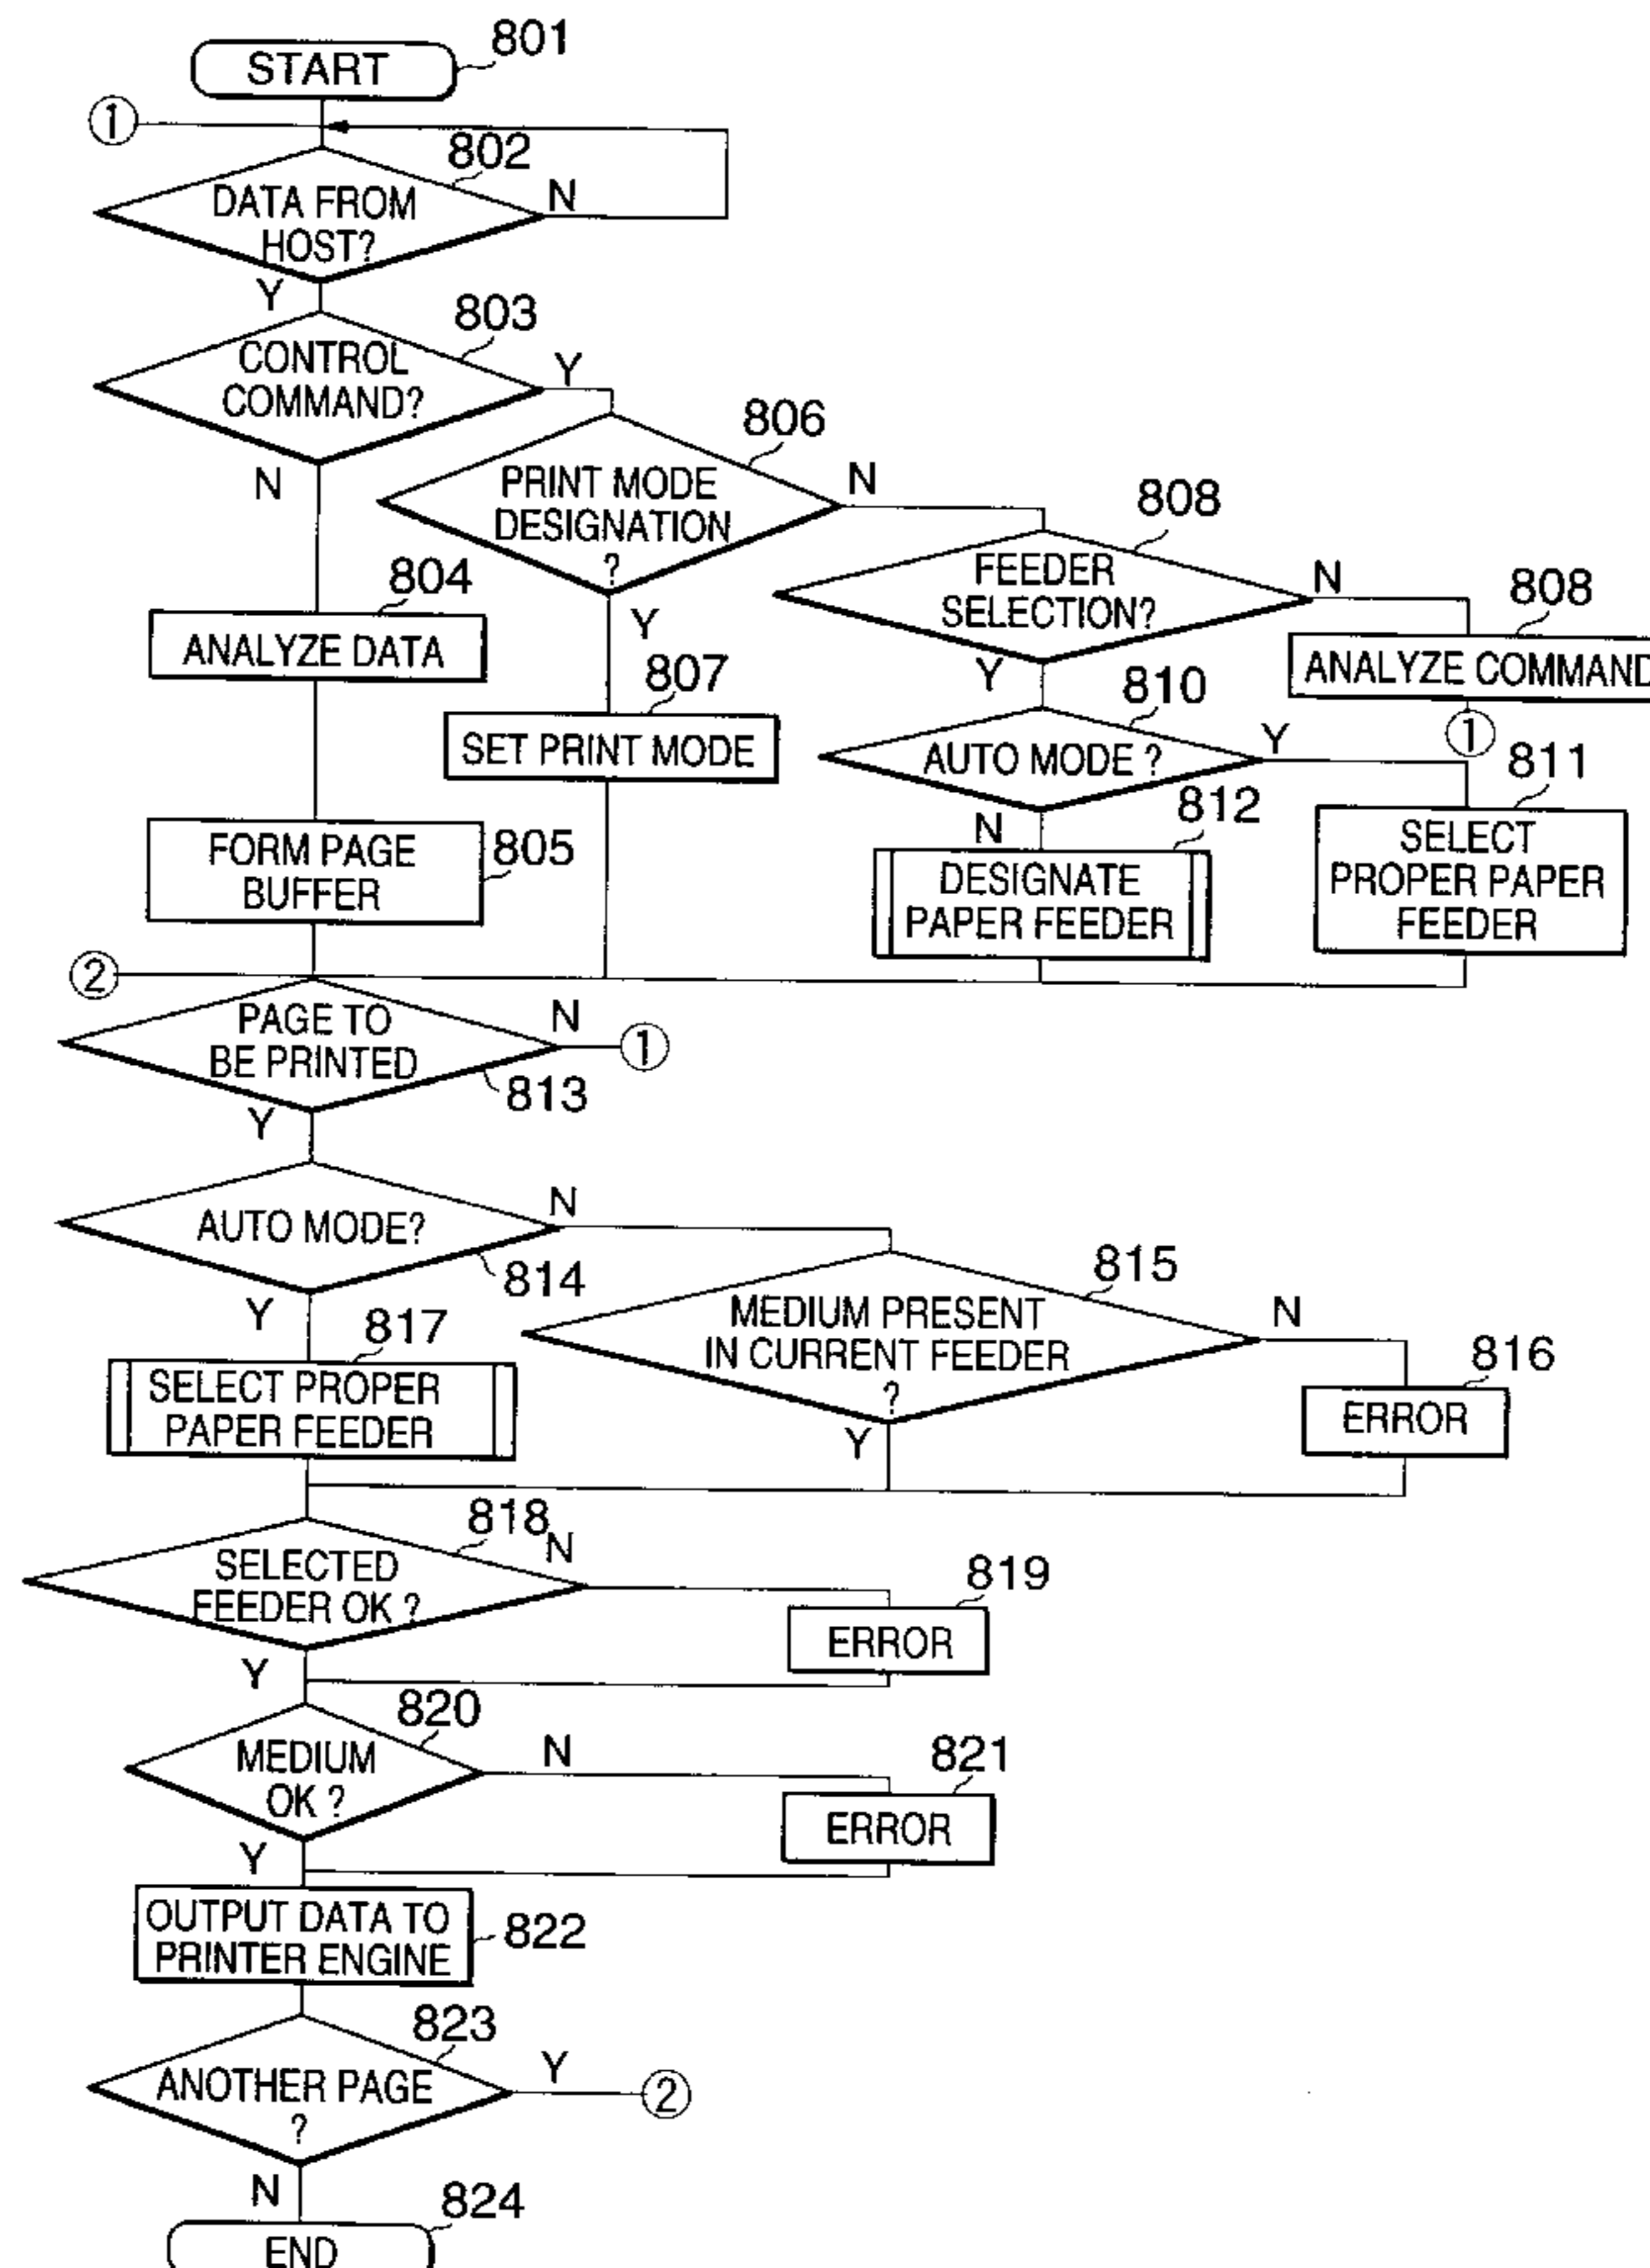 START
801
①
802
DATA FROM
HOST?
N
Y
803
CONTROL
COMMAND?
Y
N
806
PRINT MODE
DESIGNATION
?
N
Y
808
FEEDER
SELECTION?
N
Y
808
ANALYZE COMMAND
①
804
ANALYZE DATA
807
SET PRINT MODE
810
AUTO MODE ?
Y
N
811
SELECT
PROPER PAPER
FEEDER
812
DESIGNATE
PAPER FEEDER
FORM PAGE
BUFFER
805
②
PAGE TO
BE PRINTED
N
①
813
Y
AUTO MODE?
N
814
Y
815
MEDIUM PRESENT
IN CURRENT FEEDER
?
N
Y
816
ERROR
817
SELECT PROPER
PAPER FEEDER
818
SELECTED
FEEDER OK ?
N
Y
819
ERROR
820
MEDIUM
OK ?
N
Y
821
ERROR
OUTPUT DATA TO
PRINTER ENGINE
822
823
ANOTHER PAGE
?
Y
②
N
824
END